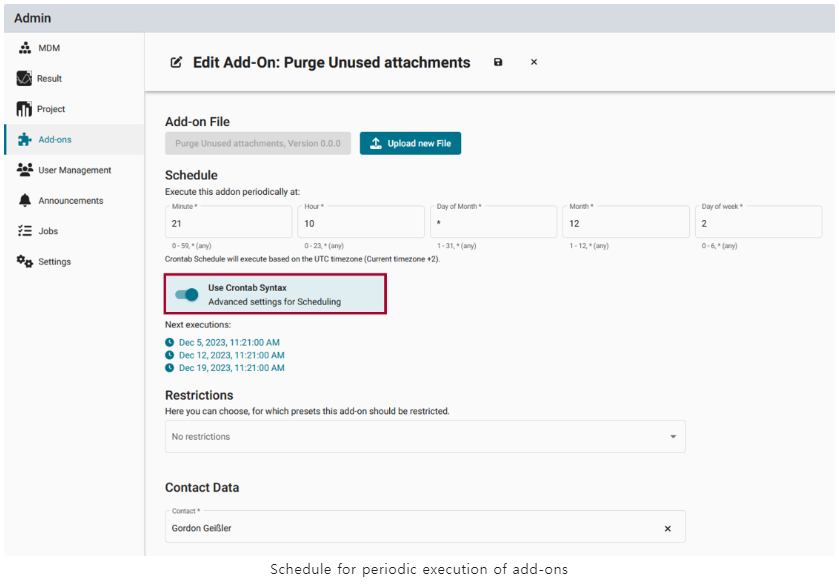 Admin
MDM
Result
Project
Add-ons
User Management
Announcements
Jobs
Settings
Edit Add-On: Purge Unused attachments
Add-on File
Purge Unused attachments, Version 0.0.0
Upload new File
Schedule
Execute this addon periodically at:
Minute * Hour * Day of Month * Month * Day of week *
21 10 * 12 2
0 - 59, * (any) 0 - 23, * (any) 1 - 31, * (any) 1 - 12, * (any) 0 - 6, * (any)
Crontab Schedule will execute based on the UTC timezone (Current timezone +2).
Use Crontab Syntax
Advanced settings for Scheduling
Next executions:
Dec 5, 2023, 11:21:00 AM
Dec 12, 2023, 11:21:00 AM
Dec 19, 2023, 11:21:00 AM
Restrictions
Here you can choose, for which presets this add-on should be restricted.
No restrictions
Contact Data
Contact *
Gordon Geißler
Schedule for periodic execution of add-ons